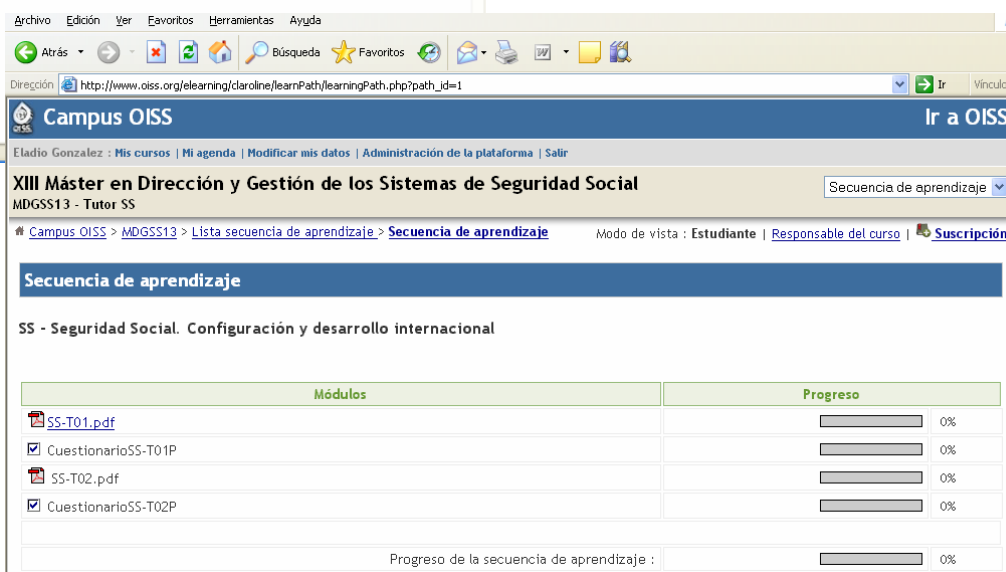 Archivo Edición Ver Favoritos Herramientas Ayuda
Atrás Búsqueda Favoritos
Dirección http://www.oiss.org/elearning/claroline/learnPath/learningPath.php?path_id=1 Ir Vínculo
Campus OISS Ir a OISS
Eladio Gonzalez : Mis cursos | Mi agenda | Modificar mis datos | Administración de la plataforma | Salir
XIII Máster en Dirección y Gestión de los Sistemas de Seguridad Social Secuencia de aprendizaje
MDGSS13 - Tutor SS
Campus OISS > MDGSS13 > Lista secuencia de aprendizaje > Secuencia de aprendizaje Modo de vista : Estudiante | Responsable del curso | Suscripción
Secuencia de aprendizaje
SS - Seguridad Social. Configuración y desarrollo internacional
Módulos Progreso
SS-T01.pdf 0%
CuestionarioSS-T01P 0%
SS-T02.pdf 0%
CuestionarioSS-T02P 0%
Progreso de la secuencia de aprendizaje : 0%